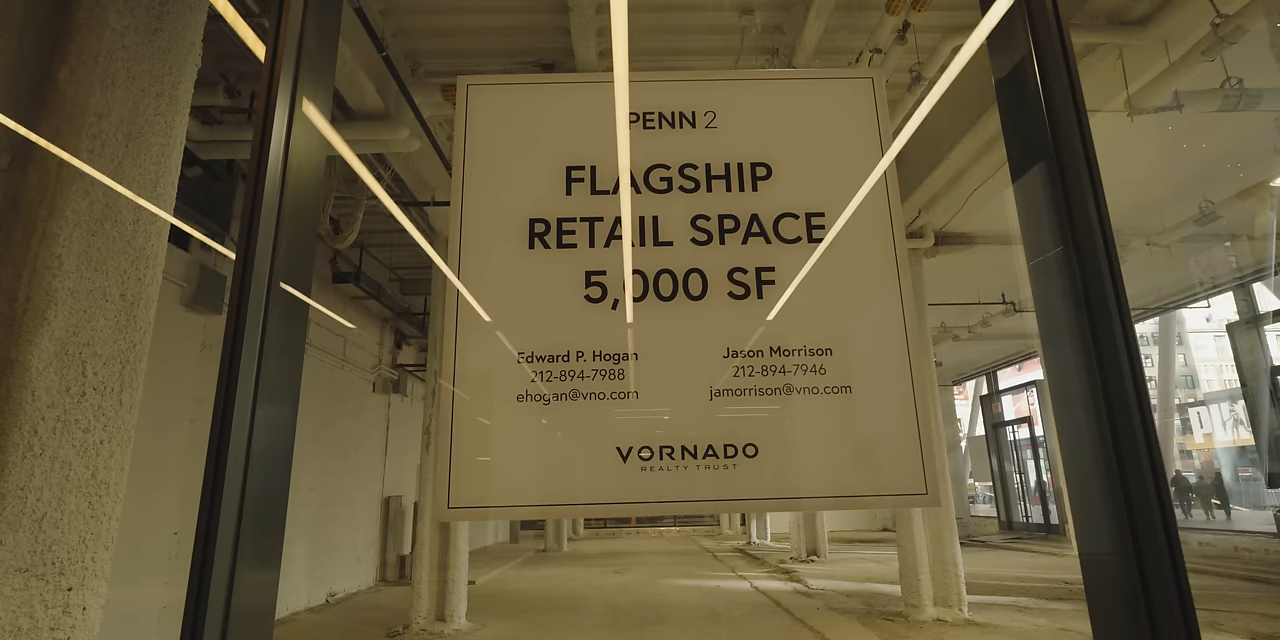 PENN 2
FLAGSHIP
RETAIL SPACE
5,000 SF
Edward P. Hogan
212-894-7988
ehogan@vno.com
Jason Morrison
212-894-7946
jamorrison@vno.com
VORNADO
REALTY TRUST